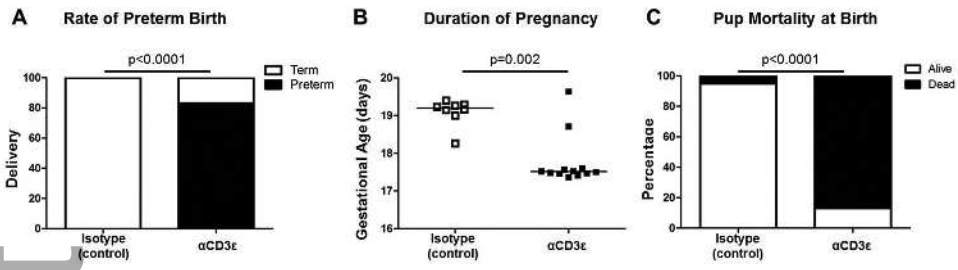 A Rate of Preterm Birth
p<0.0001
Term
Preterm
Delivery
100
80
60
40
20
0
Isotype
(control)
αCD3ε
B Duration of Pregnancy
p=0.002
Gestational Age (days)
20
19
18
17
16
Isotype
(control)
αCD3ε
C Pup Mortality at Birth
p<0.0001
Alive
Dead
Percentage
100
80
60
40
20
0
Isotype
(control)
αCD3ε